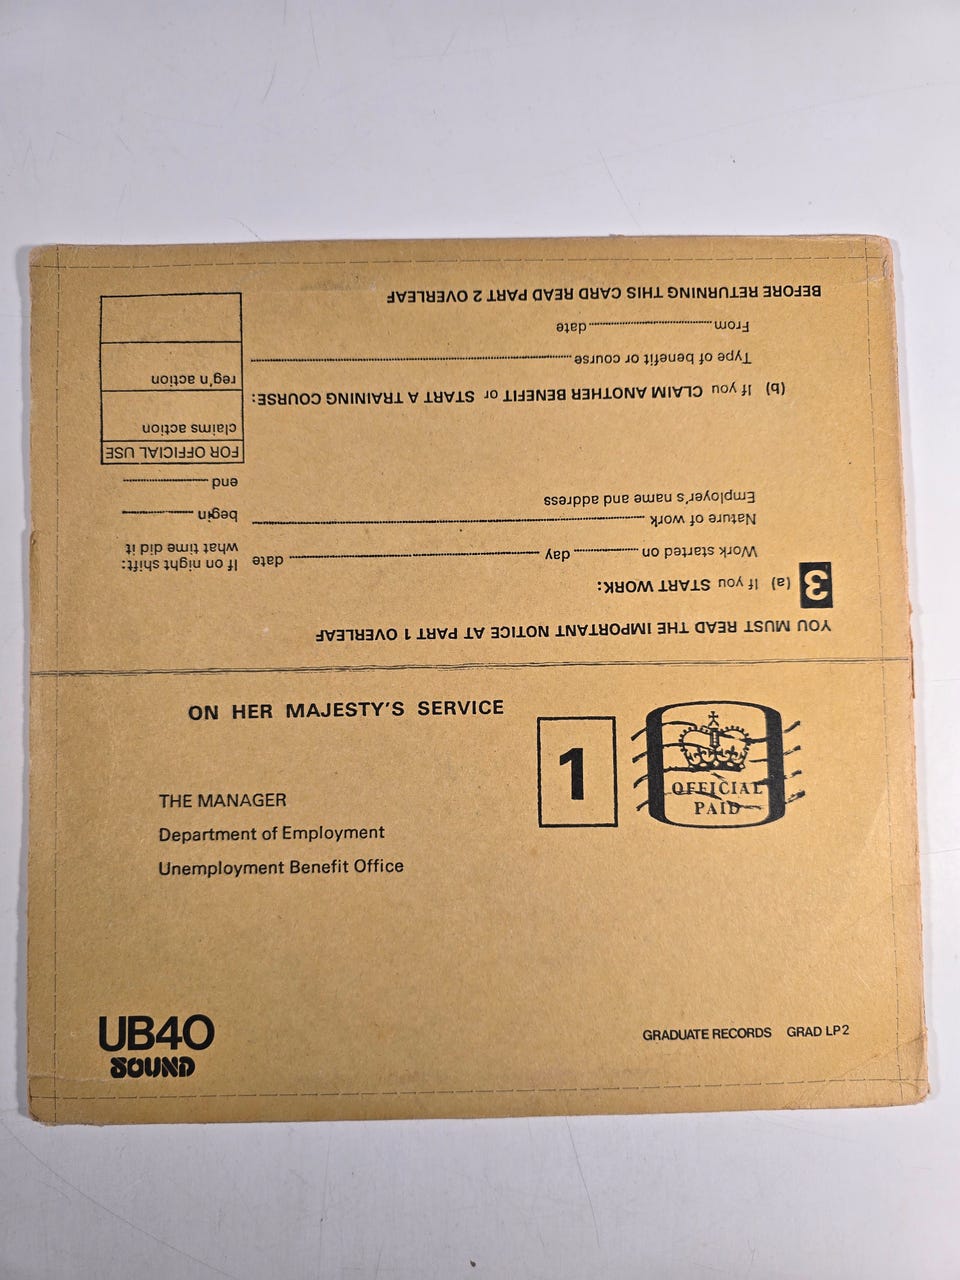 YOU MUST READ THE IMPORTANT NOTICE AT PART 1 OVERLEAF
3
(a) If you START WORK:
Work started on day date
Nature of work
Employer's name and address
If on night shift:
what time did it
begin
end
(b) If you CLAIM ANOTHER BENEFIT or START A TRAINING COURSE:
Type of benefit or course
From date
BEFORE RETURNING THIS CARD READ PART 2 OVERLEAF
FOR OFFICIAL USE
claims action
reg'n action
ON HER MAJESTY'S SERVICE
1
OFFICIAL
PAID
THE MANAGER
Department of Employment
Unemployment Benefit Office
UB40
SOUND
GRADUATE RECORDS GRAD LP2